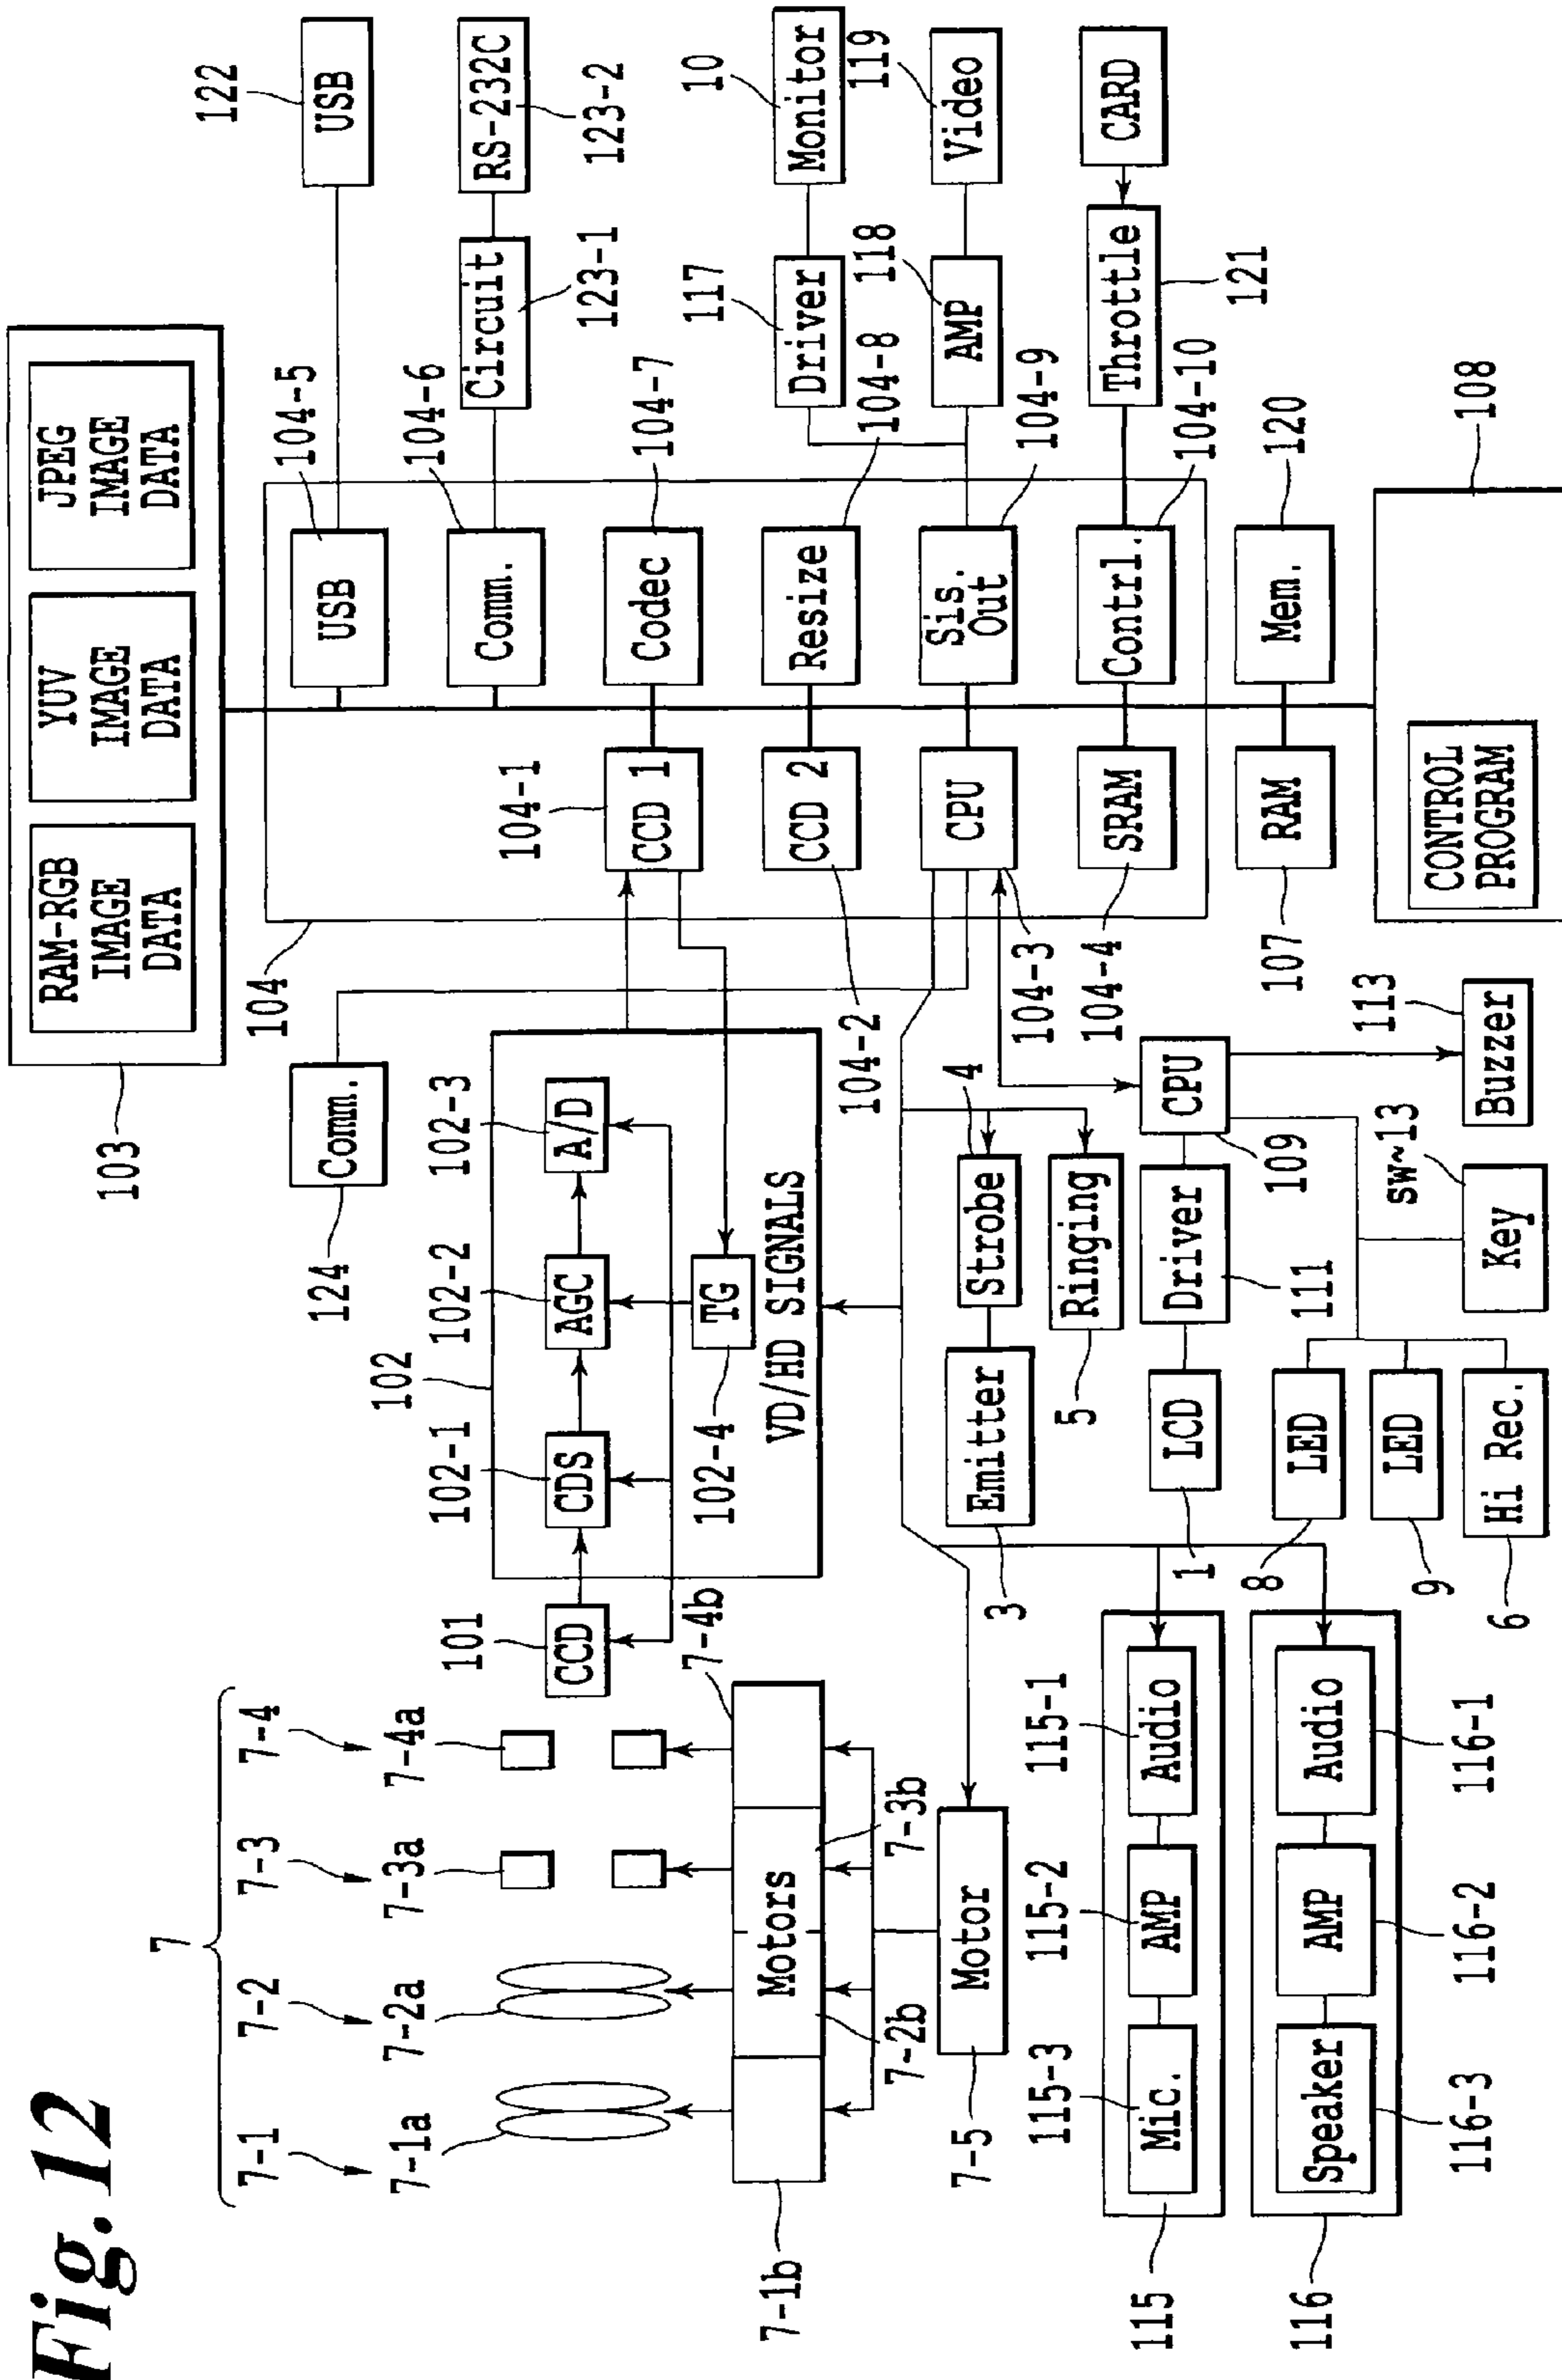 Fig. 12
7
7-1
7-2
7-3
7-4
7-1a
7-2a
7-3a
7-4a
7-1b
Motors
7-2b
7-3b
7-4b
Motor
7-5
101
CCD
102
102-1
CDS
102-2
AGC
102-3
A/D
TG
102-4
VD/HD SIGNALS
124
Comm.
103
RAM-RGB
IMAGE
DATA
YUV
IMAGE
DATA
JPEG
IMAGE
DATA
104
104-1
CCD 1
CCD 2
104-2
CPU
104-3
SRAM
104-4
USB
104-5
Comm.
104-6
Codec
104-7
Resize
104-8
Sis.
Out
104-9
Contrl.
104-10
USB
122
Circuit
123-1
RS-232C
123-2
Driver
117
Monitor
10
AMP
118
Video
119
Throttle
121
CARD
RAM
107
Mem.
120
108
CONTROL
PROGRAM
Strobe
4
Emitter
3
Ringing
5
CPU
109
Driver
111
LCD
1
Buzzer
113
Key
sw~13
LED
8
LED
9
Hi Rec.
6
115
Mic.
115-3
AMP
115-2
Audio
115-1
116
Speaker
116-3
AMP
116-2
Audio
116-1